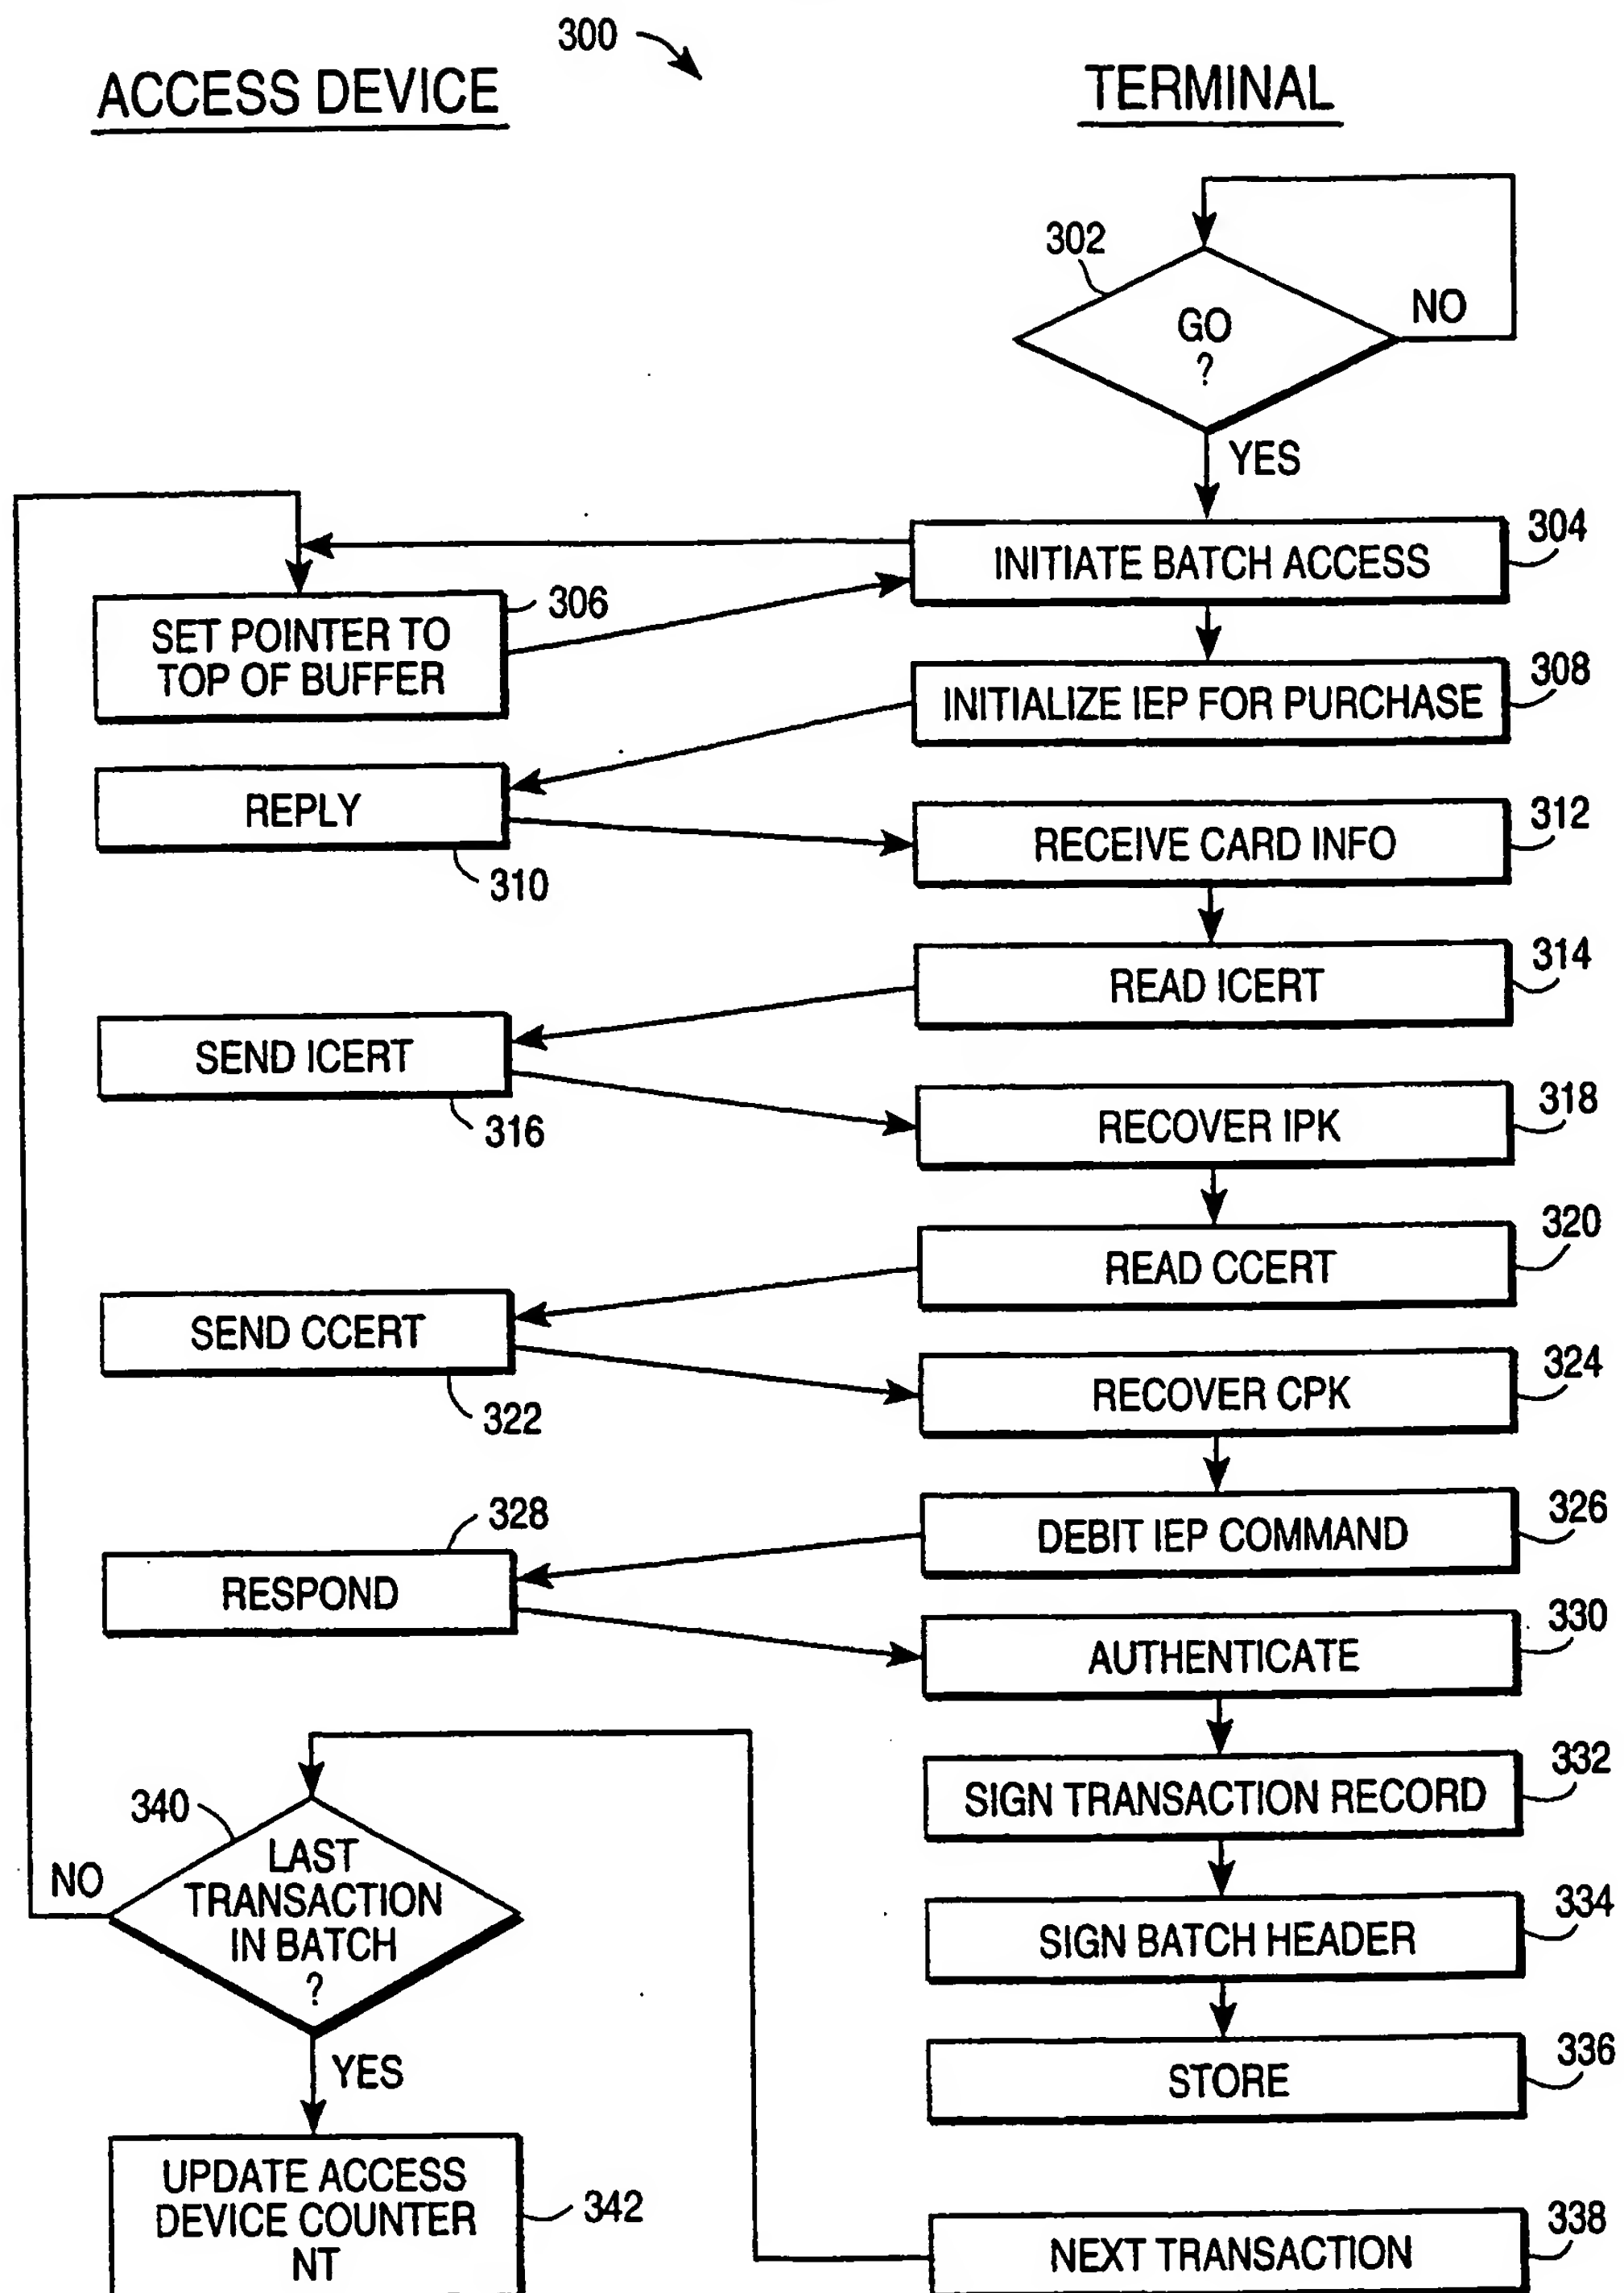 300
ACCESS DEVICE
TERMINAL
302
GO
?
NO
YES
304
INITIATE BATCH ACCESS
306
SET POINTER TO
TOP OF BUFFER
308
INITIALIZE IEP FOR PURCHASE
REPLY
310
312
RECEIVE CARD INFO
314
READ ICERT
SEND ICERT
316
318
RECOVER IPK
320
READ CCERT
SEND CCERT
322
324
RECOVER CPK
326
DEBIT IEP COMMAND
328
RESPOND
330
AUTHENTICATE
332
SIGN TRANSACTION RECORD
340
LAST
TRANSACTION
IN BATCH
?
NO
YES
334
SIGN BATCH HEADER
336
STORE
UPDATE ACCESS
DEVICE COUNTER
NT
342
338
NEXT TRANSACTION